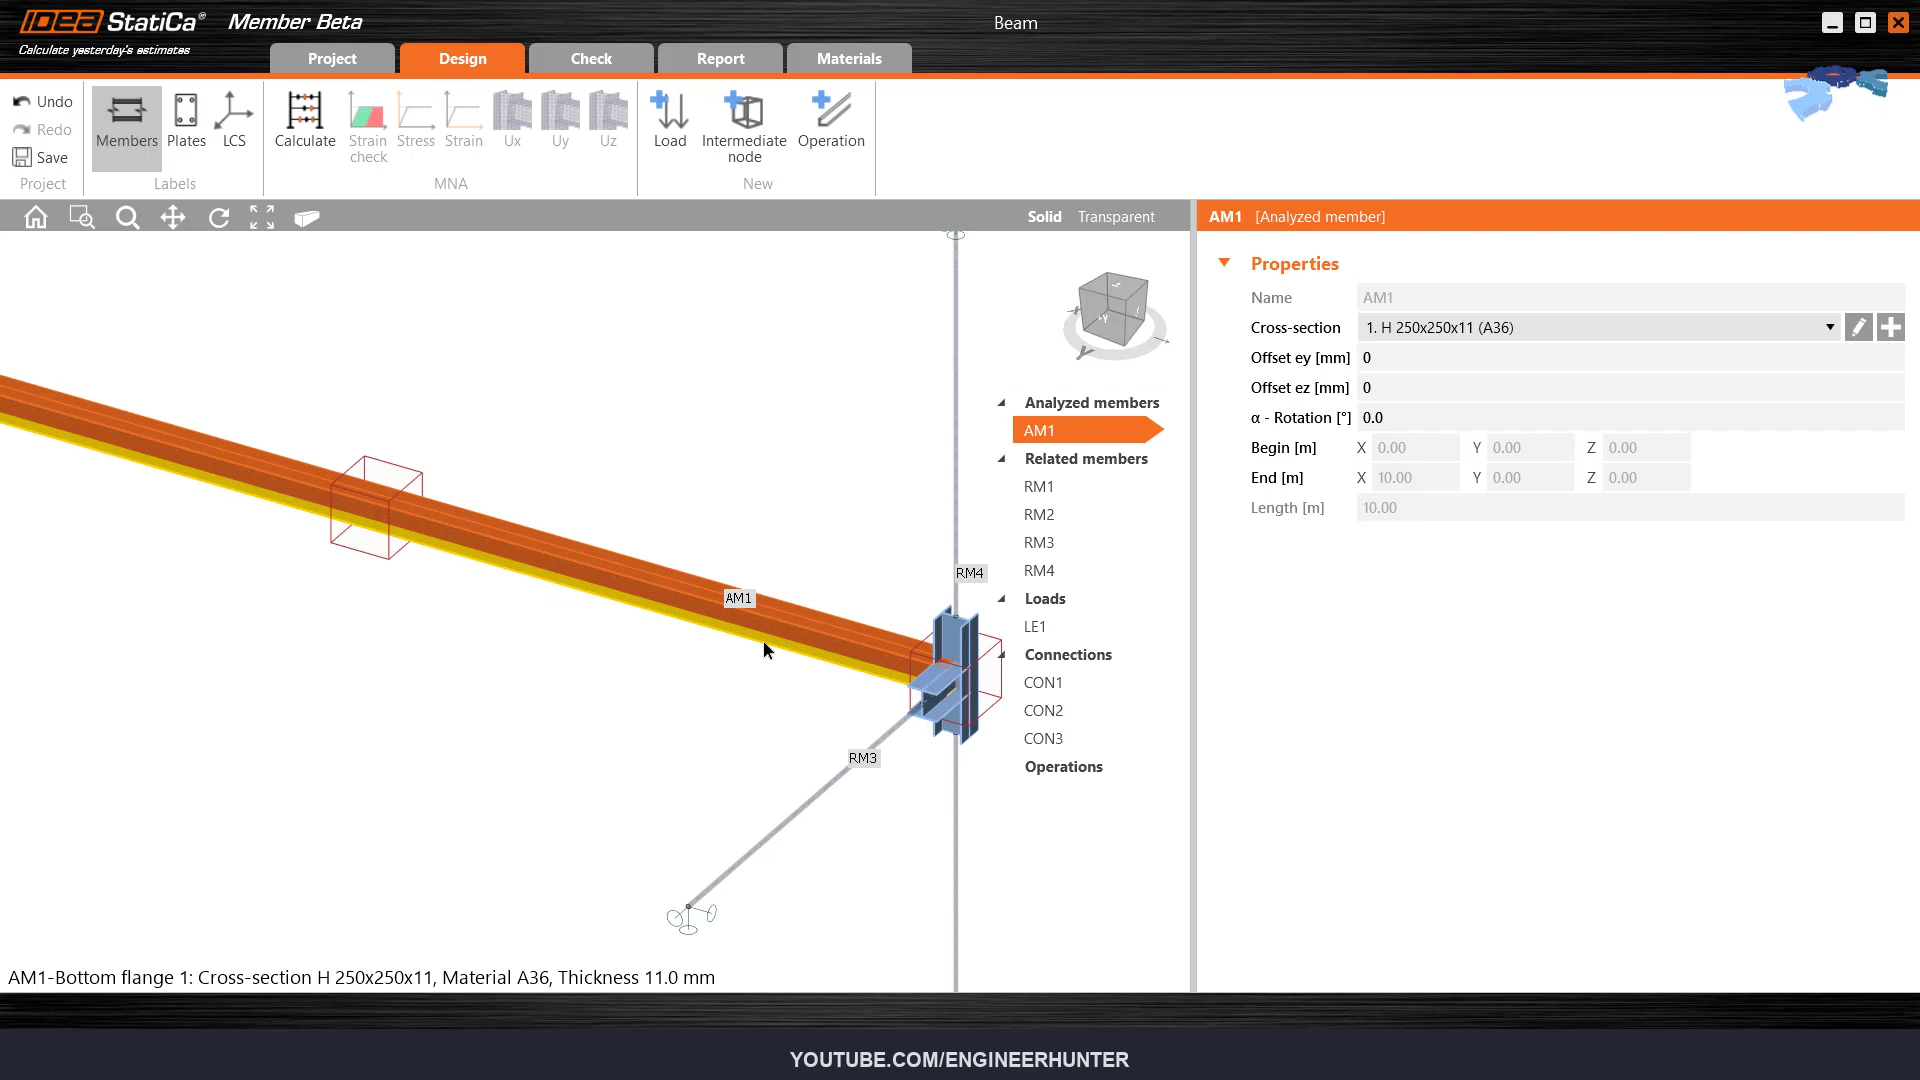 IDEA StatiCa® Member Beta
Calculate yesterday's estimates
Beam
Project Design Check Report Materials
Undo
Redo
Save
Project
Members Plates LCS
Labels
Calculate Strain check Stress Strain Ux Uy Uz
MNA
Load Intermediate node Operation
New
Solid Transparent
AM1 [Analyzed member]
Properties
Name AM1
Cross-section 1. H 250x250x11 (A36)
Offset ey [mm] 0
Offset ez [mm] 0
α - Rotation [°] 0.0
Begin [m] X 0.00 Y 0.00 Z 0.00
End [m] X 10.00 Y 0.00 Z 0.00
Length [m] 10.00
Analyzed members
AM1
Related members
RM1
RM2
RM3
RM4
Loads
LE1
Connections
CON1
CON2
CON3
Operations
RM4
AM1
RM3
AM1-Bottom flange 1: Cross-section H 250x250x11, Material A36, Thickness 11.0 mm
YOUTUBE.COM/ENGINEERHUNTER